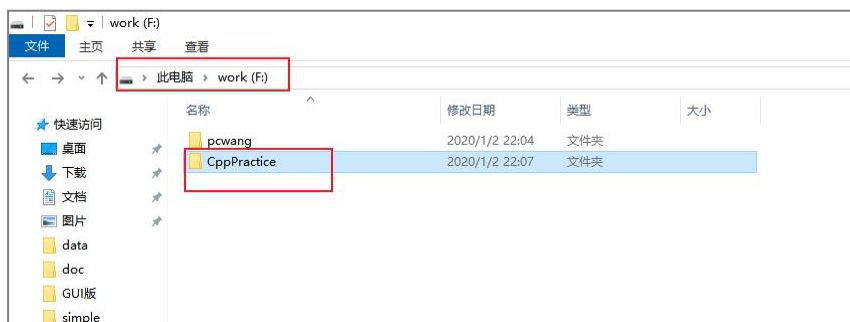 work (F:)
文件 主页 共享 查看
此电脑 › work (F:)
名称 修改日期 类型 大小
快速访问
pcwang 2020/1/2 22:04 文件夹
桌面
CppPractice 2020/1/2 22:07 文件夹
下载
文档
图片
data
doc
GUI版
simple